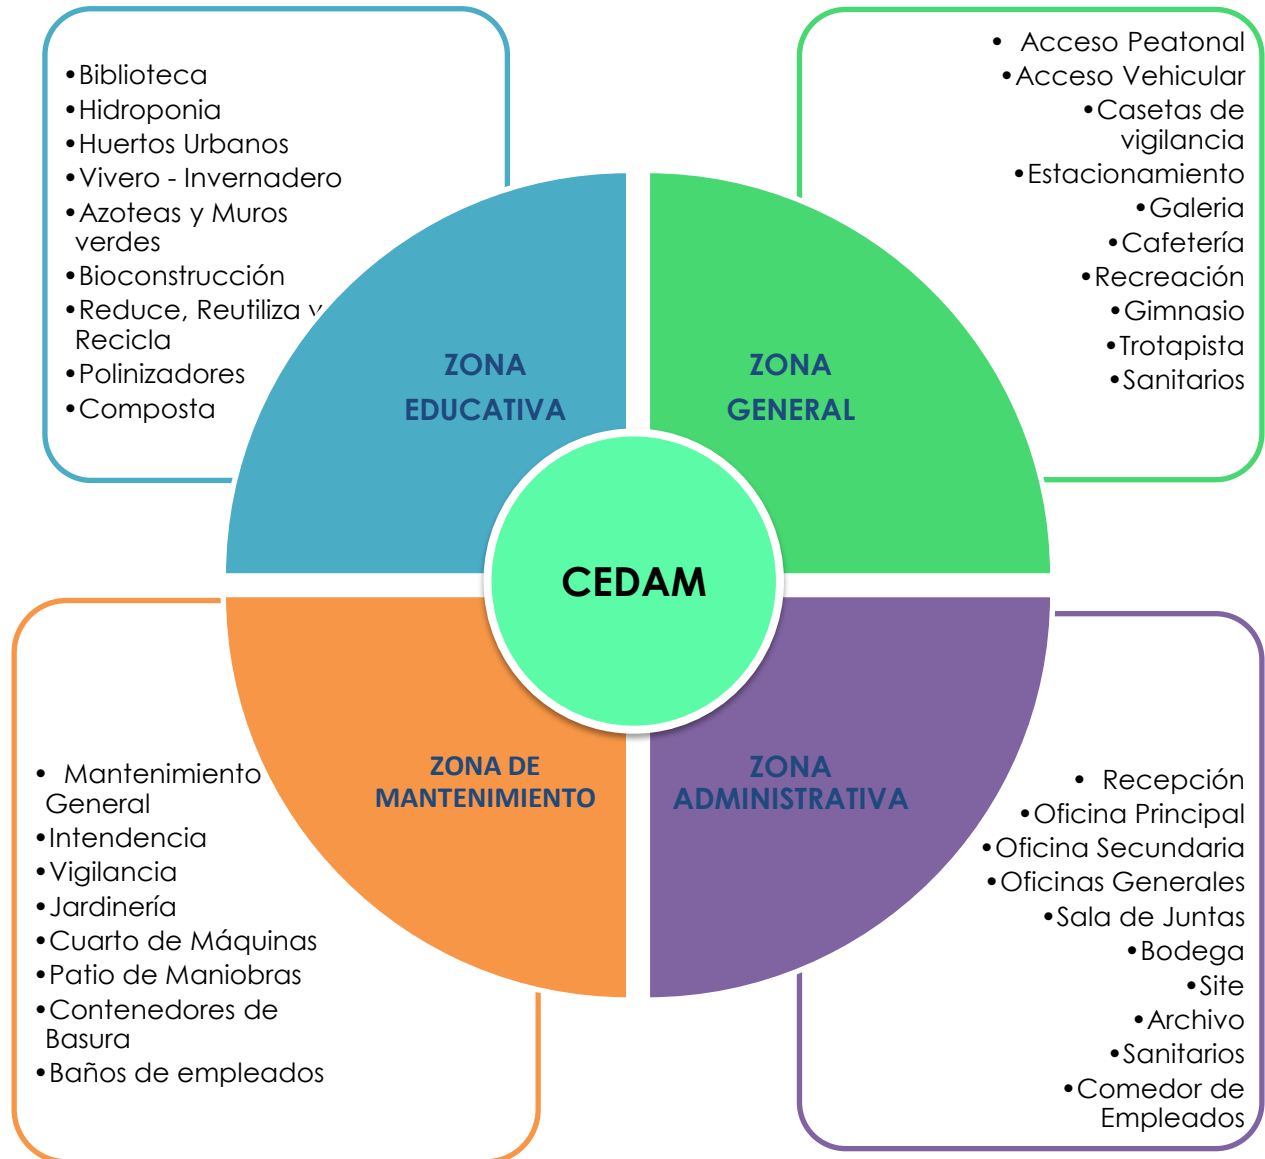 •Biblioteca
•Hidroponia
•Huertos Urbanos
•Vivero - Invernadero
•Azoteas y Muros
verdes
•Bioconstrucción
•Reduce, Reutiliza y
Recicla
•Polinizadores
•Composta
• Acceso Peatonal
•Acceso Vehicular
•Casetas de
vigilancia
•Estacionamiento
•Galeria
•Cafetería
•Recreación
•Gimnasio
•Trotapista
•Sanitarios
ZONA
EDUCATIVA
ZONA
GENERAL
CEDAM
ZONA DE
MANTENIMIENTO
ZONA
ADMINISTRATIVA
• Mantenimiento
General
•Intendencia
•Vigilancia
•Jardinería
•Cuarto de Máquinas
•Patio de Maniobras
•Contenedores de
Basura
•Baños de empleados
• Recepción
•Oficina Principal
•Oficina Secundaria
•Oficinas Generales
•Sala de Juntas
•Bodega
•Site
•Archivo
•Sanitarios
•Comedor de
Empleados